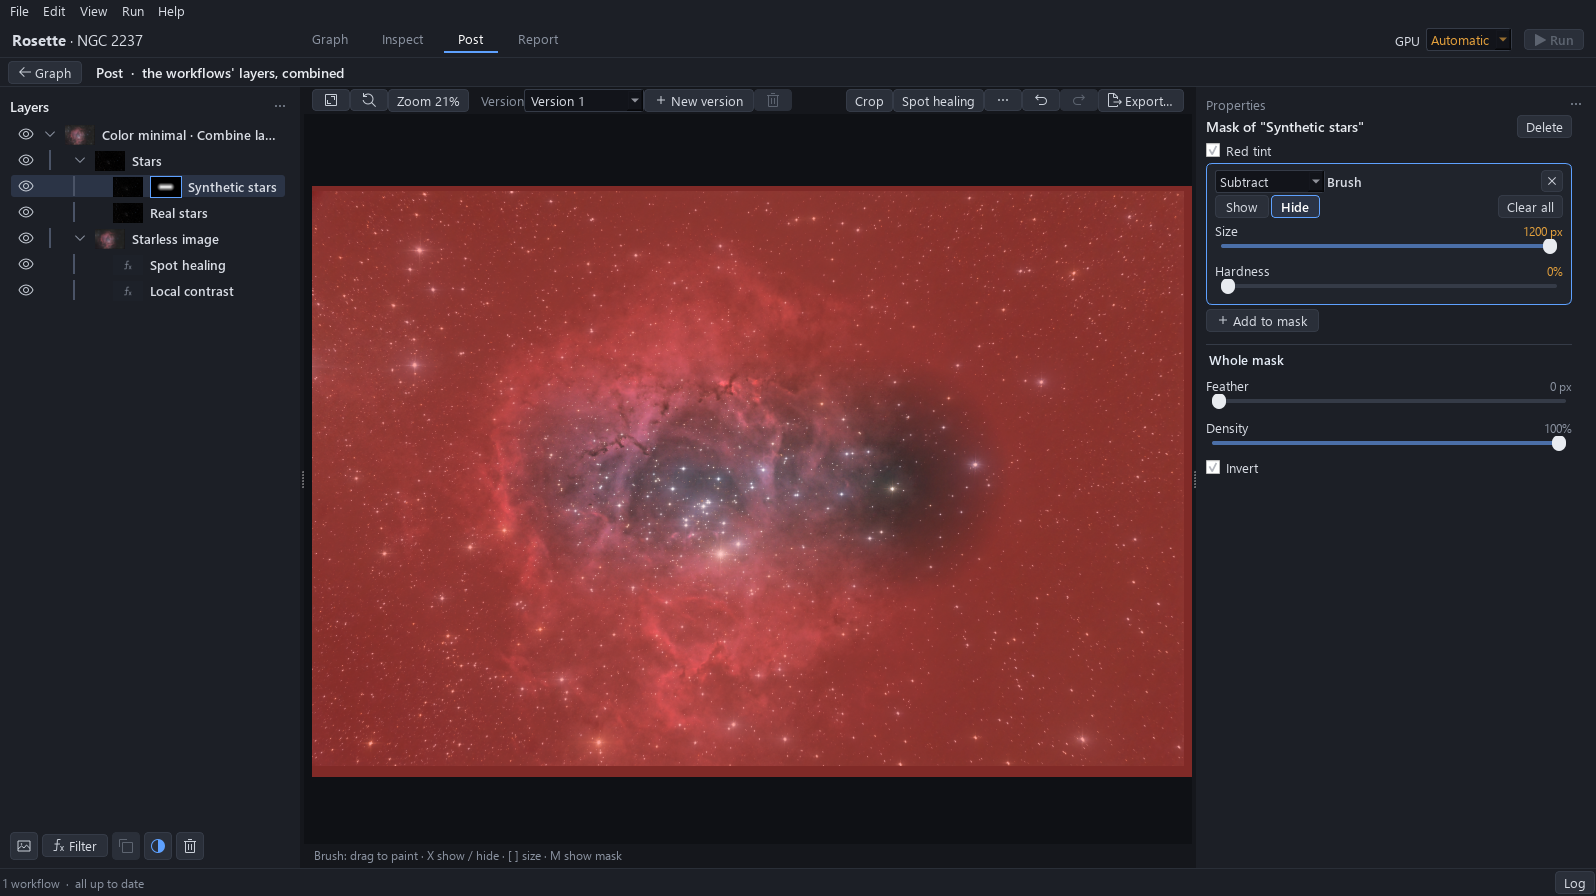 File Edit View Run Help
Rosette · NGC 2237
Graph Inspect Post Report
GPU Automatic Run
Graph
Post · the workflows' layers, combined
Layers
Color minimal · Combine la...
Stars
Synthetic stars
Real stars
Starless image
fx Spot healing
fx Local contrast
fx Filter
Zoom 21% Version Version 1 + New version
Crop Spot healing ... Export...
Brush: drag to paint · X show / hide · [ ] size · M show mask
Properties
Mask of "Synthetic stars" Delete
Red tint
Subtract Brush
Show Hide Clear all
Size 1200 px
Hardness 0%
+ Add to mask
Whole mask
Feather 0 px
Density 100%
Invert
1 workflow · all up to date
Log